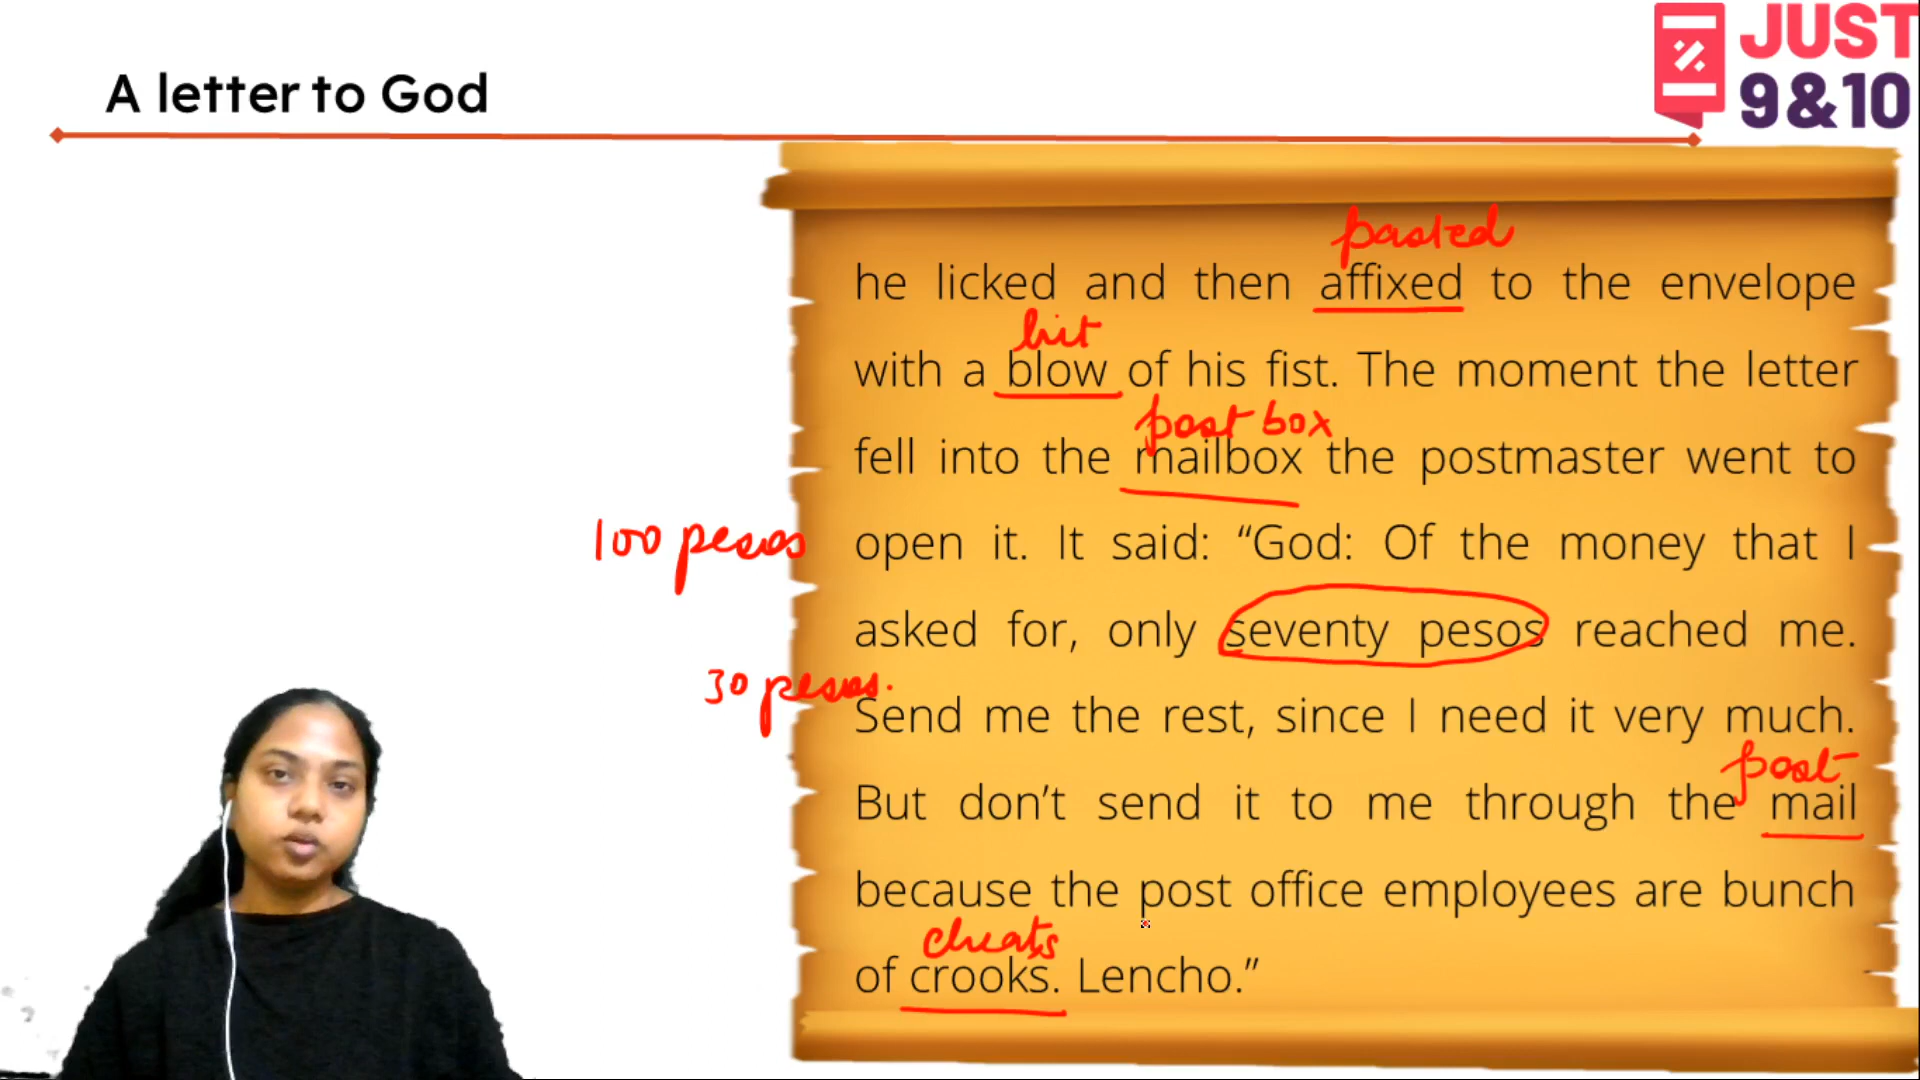 A letter to God
JUST
9&10
pasted
he licked and then affixed to the envelope
hit
with a blow of his fist. The moment the letter
post box
fell into the mailbox the postmaster went to
100 pesos
open it. It said: “God: Of the money that I
asked for, only seventy pesos reached me.
30 pesos.
Send me the rest, since I need it very much.
post
But don’t send it to me through the mail
because the post office employees are bunch
cheats
of crooks. Lencho.”